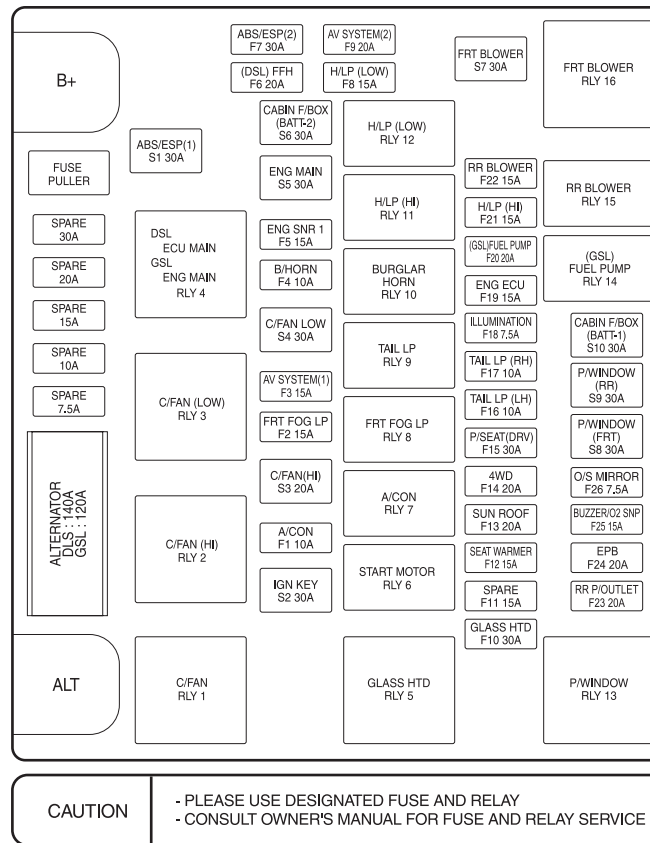 B+
FUSE
PULLER
SPARE
30A
SPARE
20A
SPARE
15A
SPARE
10A
SPARE
7.5A
ALTERNATOR
DLS : 140A
GSL : 120A
ALT
ABS/ESP(1)
S1 30A
DSL
ECU MAIN
GSL
ENG MAIN
RLY 4
C/FAN (LOW)
RLY 3
C/FAN (HI)
RLY 2
C/FAN
RLY 1
ABS/ESP(2)
F7 30A
(DSL) FFH
F6 20A
CABIN F/BOX
(BATT-2)
S6 30A
ENG MAIN
S5 30A
ENG SNR 1
F5 15A
B/HORN
F4 10A
C/FAN LOW
S4 30A
AV SYSTEM(1)
F3 15A
FRT FOG LP
F2 15A
C/FAN(HI)
S3 20A
A/CON
F1 10A
IGN KEY
S2 30A
AV SYSTEM(2)
F9 20A
H/LP (LOW)
F8 15A
H/LP (LOW)
RLY 12
H/LP (HI)
RLY 11
BURGLAR
HORN
RLY 10
TAIL LP
RLY 9
FRT FOG LP
RLY 8
A/CON
RLY 7
START MOTOR
RLY 6
GLASS HTD
RLY 5
FRT BLOWER
S7 30A
RR BLOWER
F22 15A
H/LP (HI)
F21 15A
(GSL)FUEL PUMP
F20 20A
ENG ECU
F19 15A
ILLUMINATION
F18 7.5A
TAIL LP (RH)
F17 10A
TAIL LP (LH)
F16 10A
P/SEAT(DRV)
F15 30A
4WD
F14 20A
SUN ROOF
F13 20A
SEAT WARMER
F12 15A
SPARE
F11 15A
GLASS HTD
F10 30A
FRT BLOWER
RLY 16
RR BLOWER
RLY 15
(GSL)
FUEL PUMP
RLY 14
CABIN F/BOX
(BATT-1)
S10 30A
P/WINDOW
(RR)
S9 30A
P/WINDOW
(FRT)
S8 30A
O/S MIRROR
F26 7.5A
BUZZER/O2 SNP
F25 15A
EPB
F24 20A
RR P/OUTLET
F23 20A
P/WINDOW
RLY 13
CAUTION
- PLEASE USE DESIGNATED FUSE AND RELAY
- CONSULT OWNER'S MANUAL FOR FUSE AND RELAY SERVICE